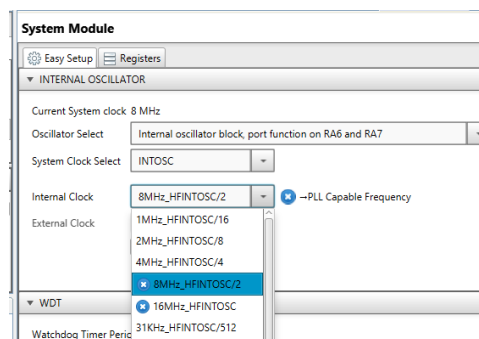 System Module
Easy Setup Registers
INTERNAL OSCILLATOR
Current System clock 8 MHz
Oscillator Select Internal oscillator block, port function on RA6 and RA7
System Clock Select INTOSC
Internal Clock 8MHz_HFINTOSC/2 →PLL Capable Frequency
External Clock
1MHz_HFINTOSC/16
2MHz_HFINTOSC/8
4MHz_HFINTOSC/4
8MHz_HFINTOSC/2
16MHz_HFINTOSC
31KHz_HFINTOSC/512
WDT
Watchdog Timer